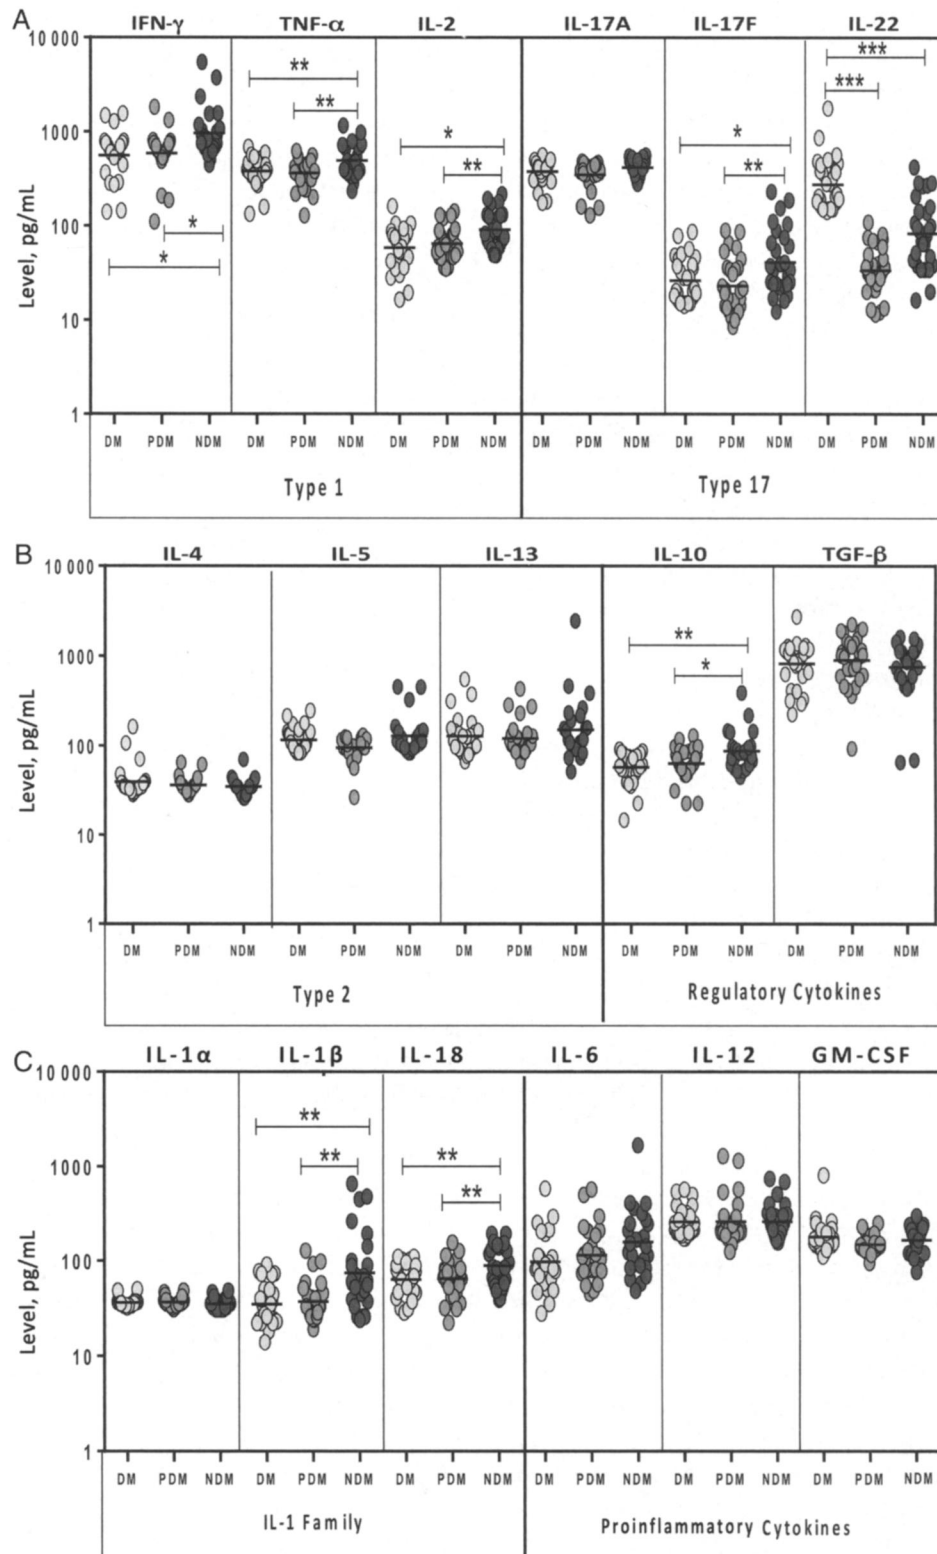 A
IFN-γ TNF-α IL-2 IL-17A IL-17F IL-22
10 000
1000
100
10
1
Level, pg/mL
** ** * ** * ** *** *** * *
DM PDM NDM DM PDM NDM DM PDM NDM DM PDM NDM DM PDM NDM DM PDM NDM
Type 1 Type 17
B
IL-4 IL-5 IL-13 IL-10 TGF-β
10 000
1000
100
10
1
Level, pg/mL
** *
DM PDM NDM DM PDM NDM DM PDM NDM DM PDM NDM DM PDM NDM
Type 2 Regulatory Cytokines
C
IL-1α IL-1β IL-18 IL-6 IL-12 GM-CSF
10 000
1000
100
10
1
Level, pg/mL
** ** ** **
DM PDM NDM DM PDM NDM DM PDM NDM DM PDM NDM DM PDM NDM DM PDM NDM
IL-1 Family Proinflammatory Cytokines